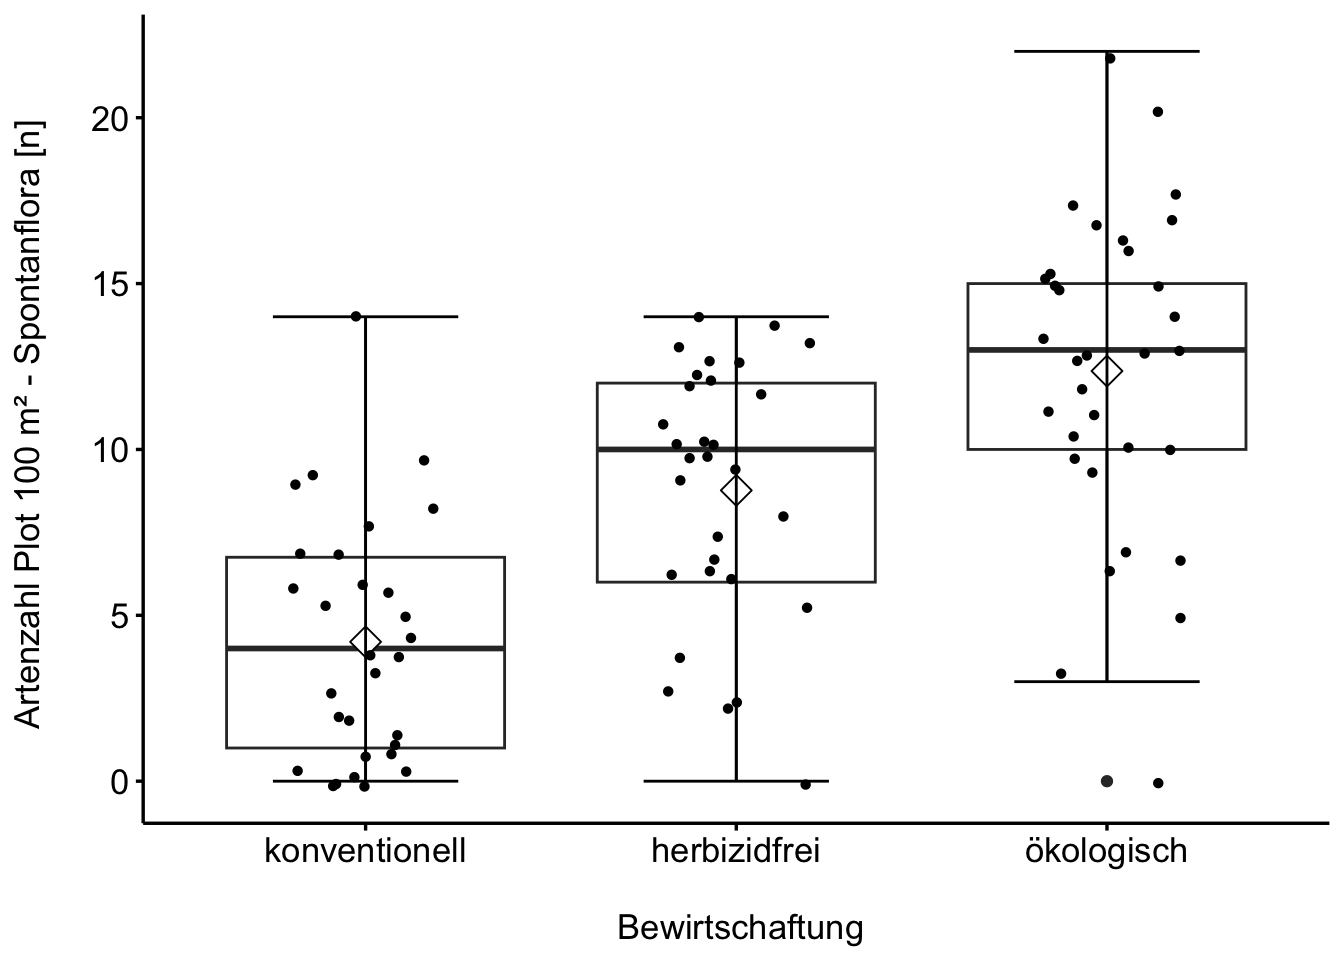 Artenzahl Plot 100 m² - Spontanflora [n]
20
15
10
5
0
konventionell herbizidfrei ökologisch
Bewirtschaftung